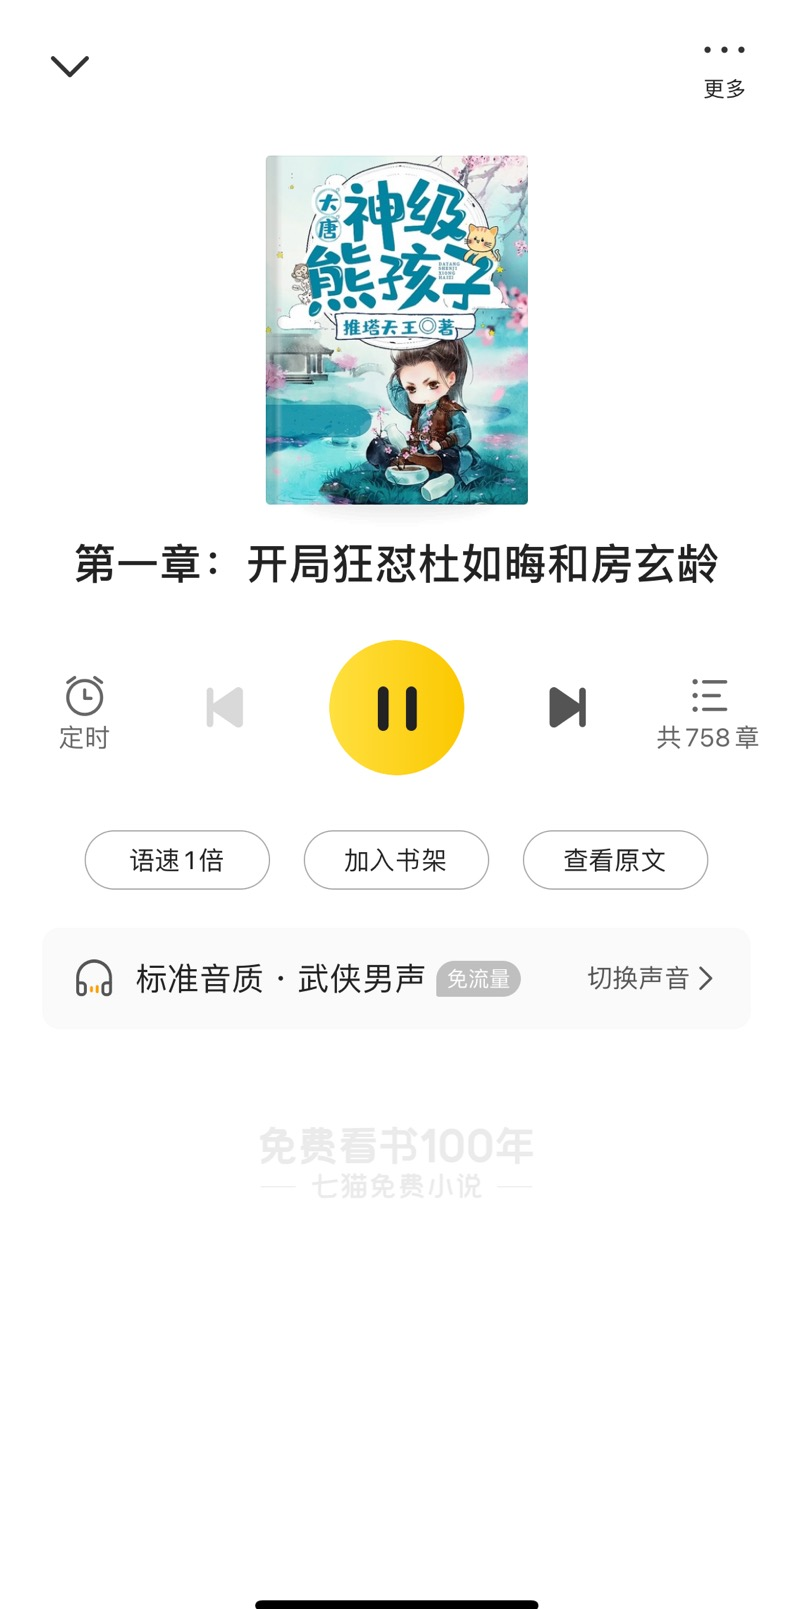 更多
大唐
神级
熊孩子
DATANG
SHENJI
XIONG
HAIZI
推塔天王◎著
第一章：开局狂怼杜如晦和房玄龄
定时
共758章
语速1倍
加入书架
查看原文
标准音质 · 武侠男声
免流量
切换声音
免费看书100年
七猫免费小说